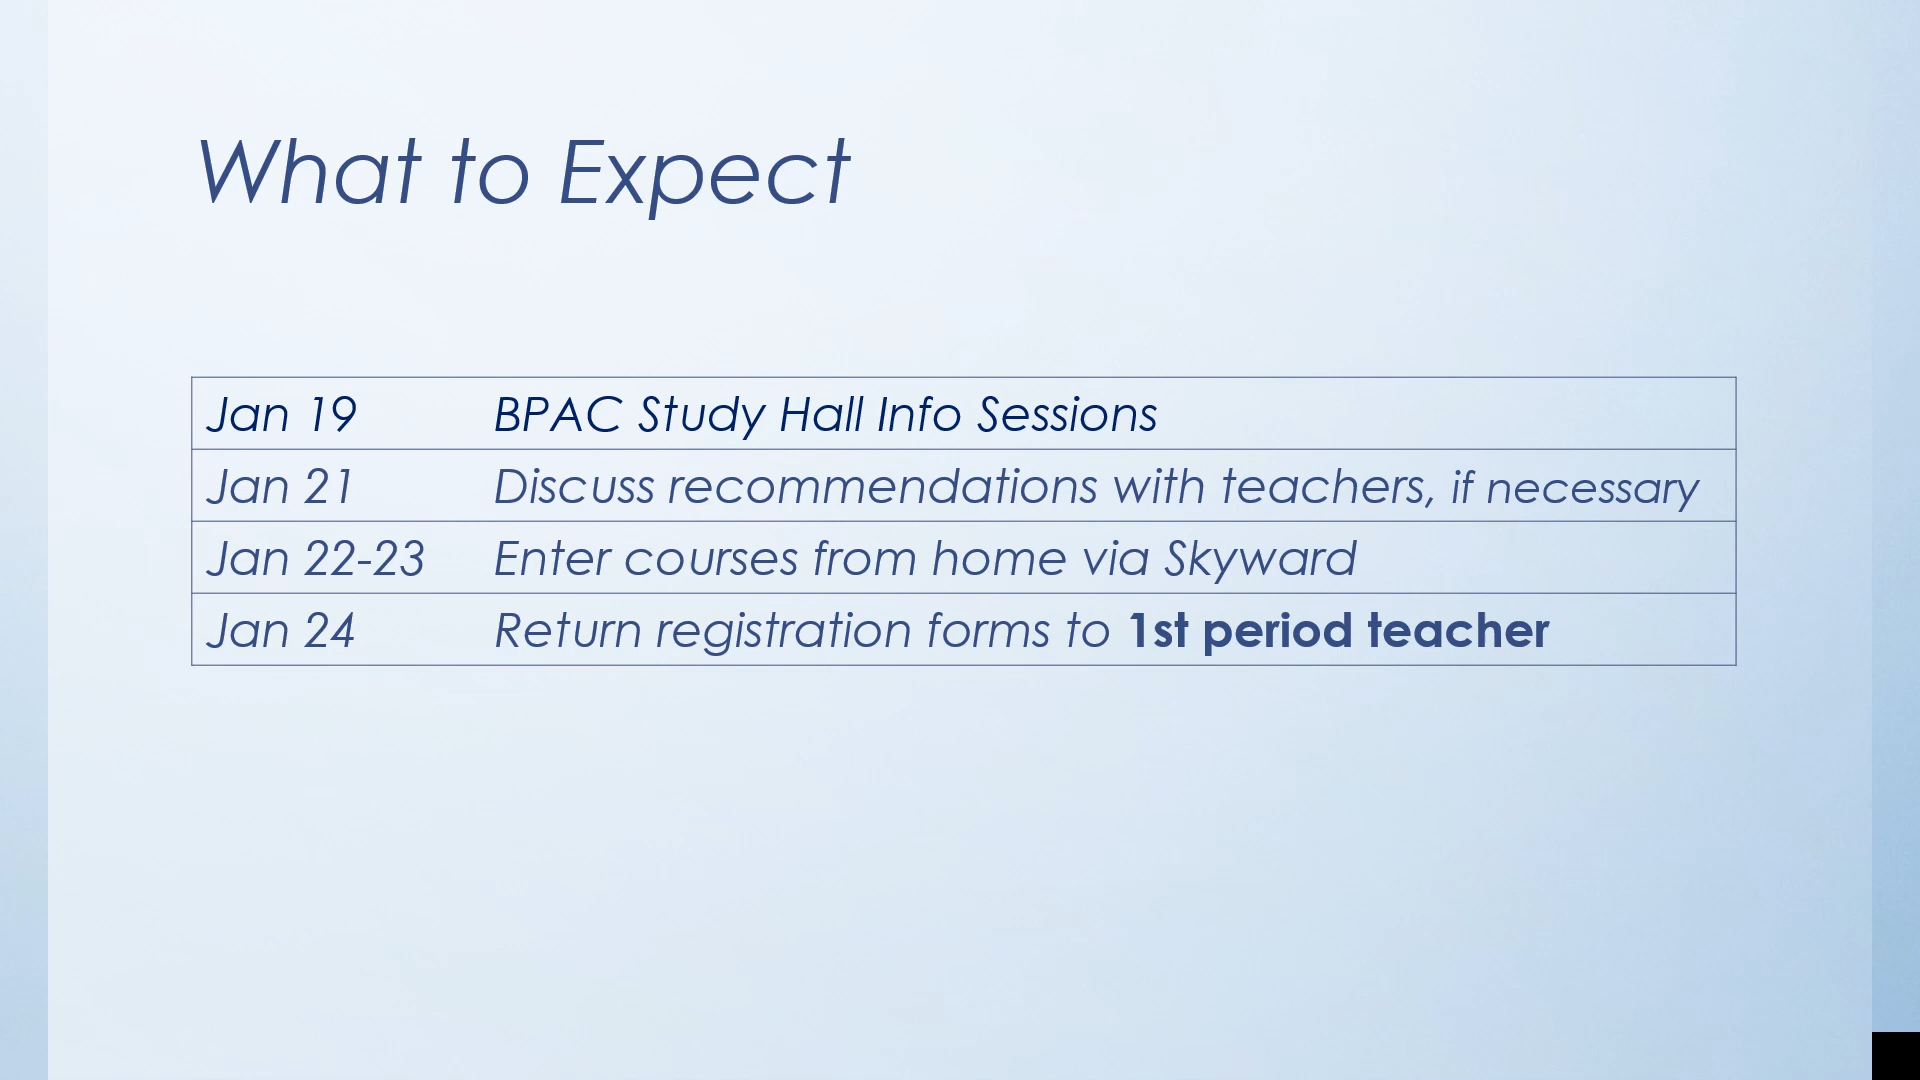 What to Expect
Jan 19 BPAC Study Hall Info Sessions
Jan 21 Discuss recommendations with teachers, if necessary
Jan 22-23 Enter courses from home via Skyward
Jan 24 Return registration forms to 1st period teacher